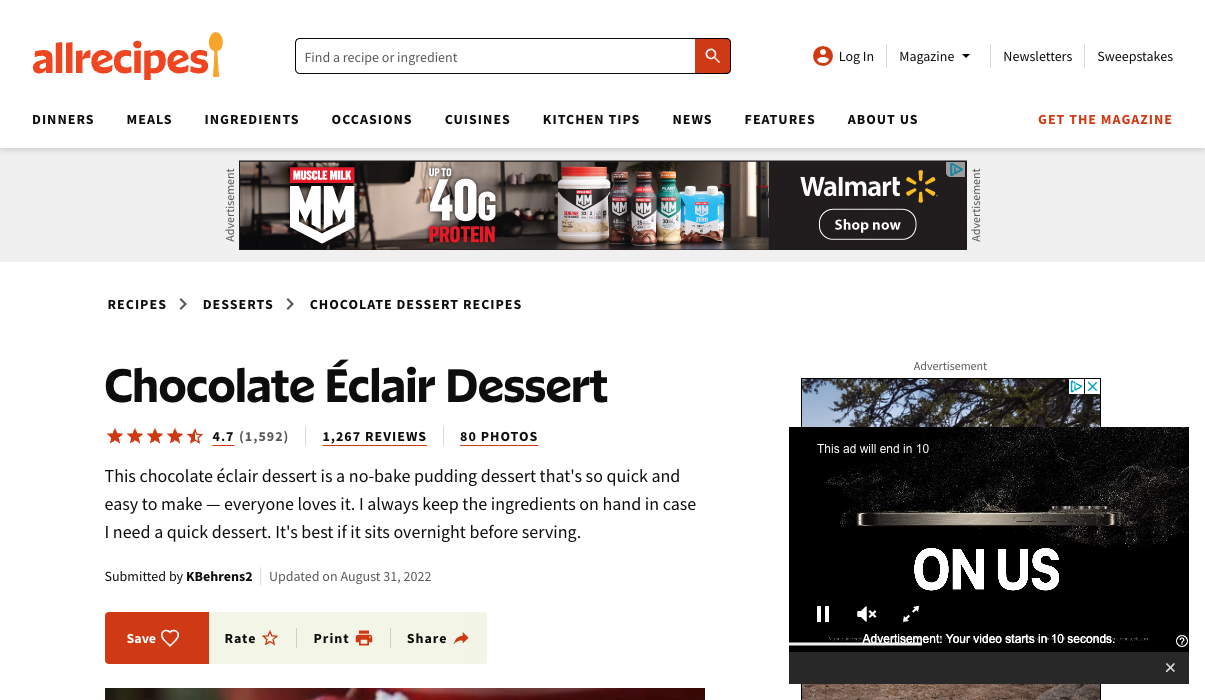 allrecipes
Find a recipe or ingredient
Log In
Magazine
Newsletters
Sweepstakes
DINNERS
MEALS
INGREDIENTS
OCCASIONS
CUISINES
KITCHEN TIPS
NEWS
FEATURES
ABOUT US
GET THE MAGAZINE
Advertisement
MUSCLE MILK
MM
UP TO
40G
PROTEIN
Walmart
Shop now
Advertisement
RECIPES
DESSERTS
CHOCOLATE DESSERT RECIPES
Chocolate Éclair Dessert
4.7 (1,592)
1,267 REVIEWS
80 PHOTOS
This chocolate éclair dessert is a no-bake pudding dessert that's so quick and
easy to make — everyone loves it. I always keep the ingredients on hand in case
I need a quick dessert. It's best if it sits overnight before serving.
Submitted by KBehrens2
Updated on August 31, 2022
Save
Rate
Print
Share
Advertisement
This ad will end in 10
ON US
Advertisement: Your video starts in 10 seconds.